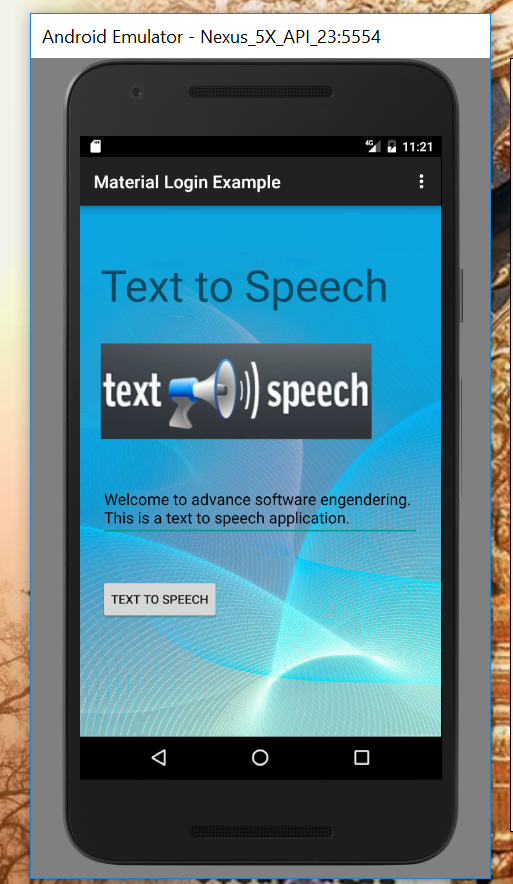 Android Emulator - Nexus_5X_API_23:5554
4G 11:21
Material Login Example
Text to Speech
text speech
Welcome to advance software engendering.
This is a text to speech application.
TEXT TO SPEECH